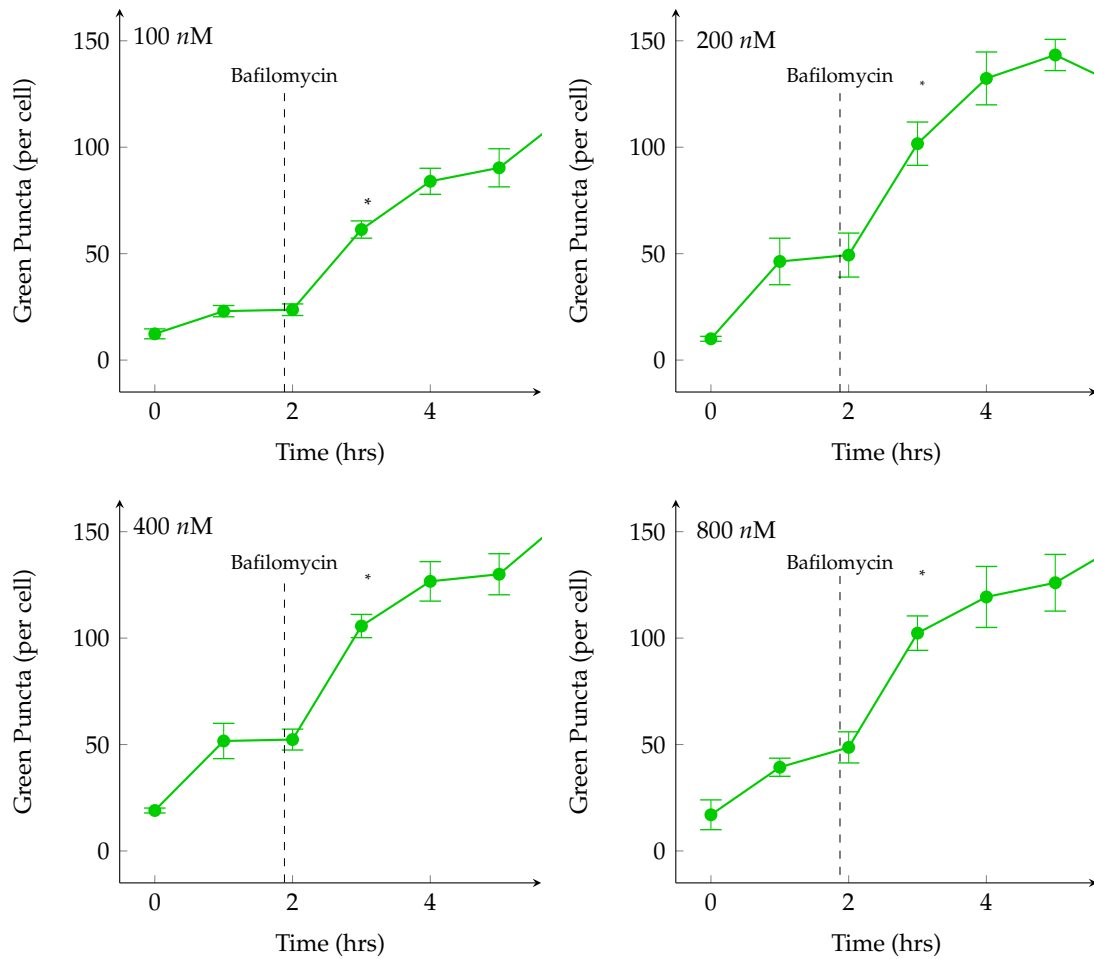 150
100 nM
Bafilomycin
100
*
50
0
0 2 4
Time (hrs)
Green Puncta (per cell)
150
200 nM
Bafilomycin
*
100
50
0
0 2 4
Time (hrs)
Green Puncta (per cell)
150
400 nM
Bafilomycin
*
100
50
0
0 2 4
Time (hrs)
Green Puncta (per cell)
150
800 nM
Bafilomycin
*
100
50
0
0 2 4
Time (hrs)
Green Puncta (per cell)